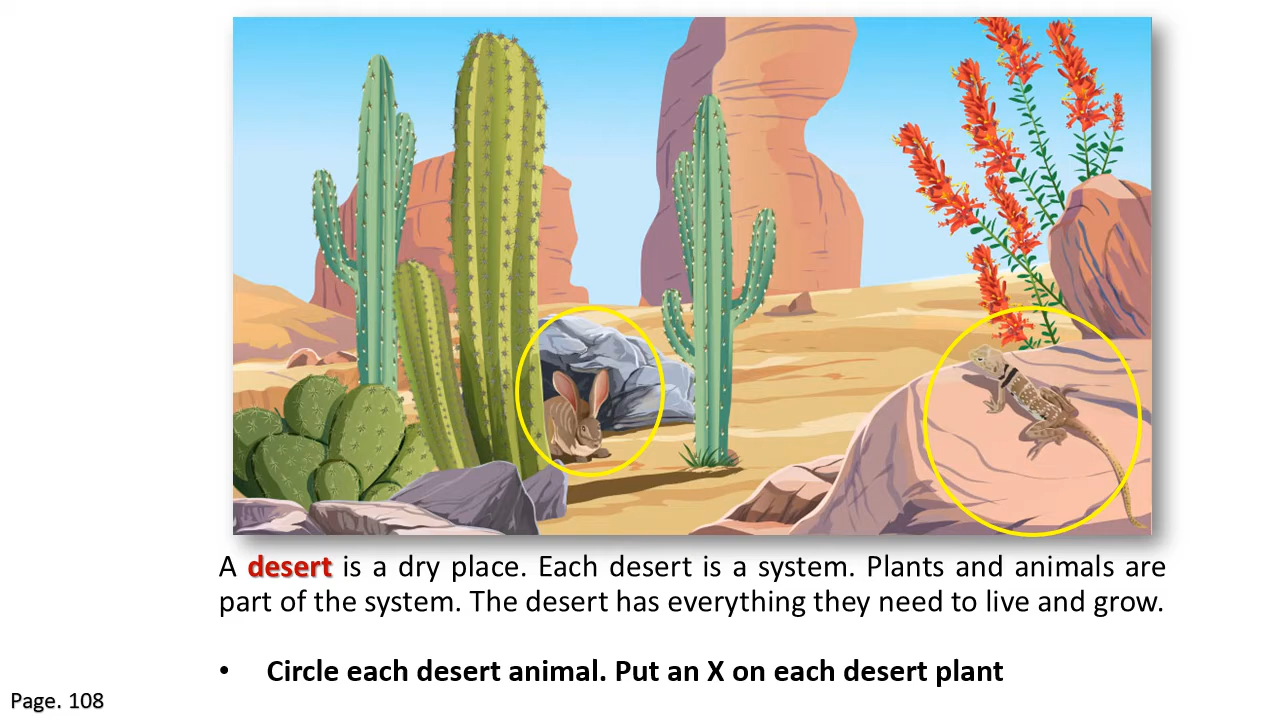 A desert is a dry place. Each desert is a system. Plants and animals are
part of the system. The desert has everything they need to live and grow.
• Circle each desert animal. Put an X on each desert plant
Page. 108